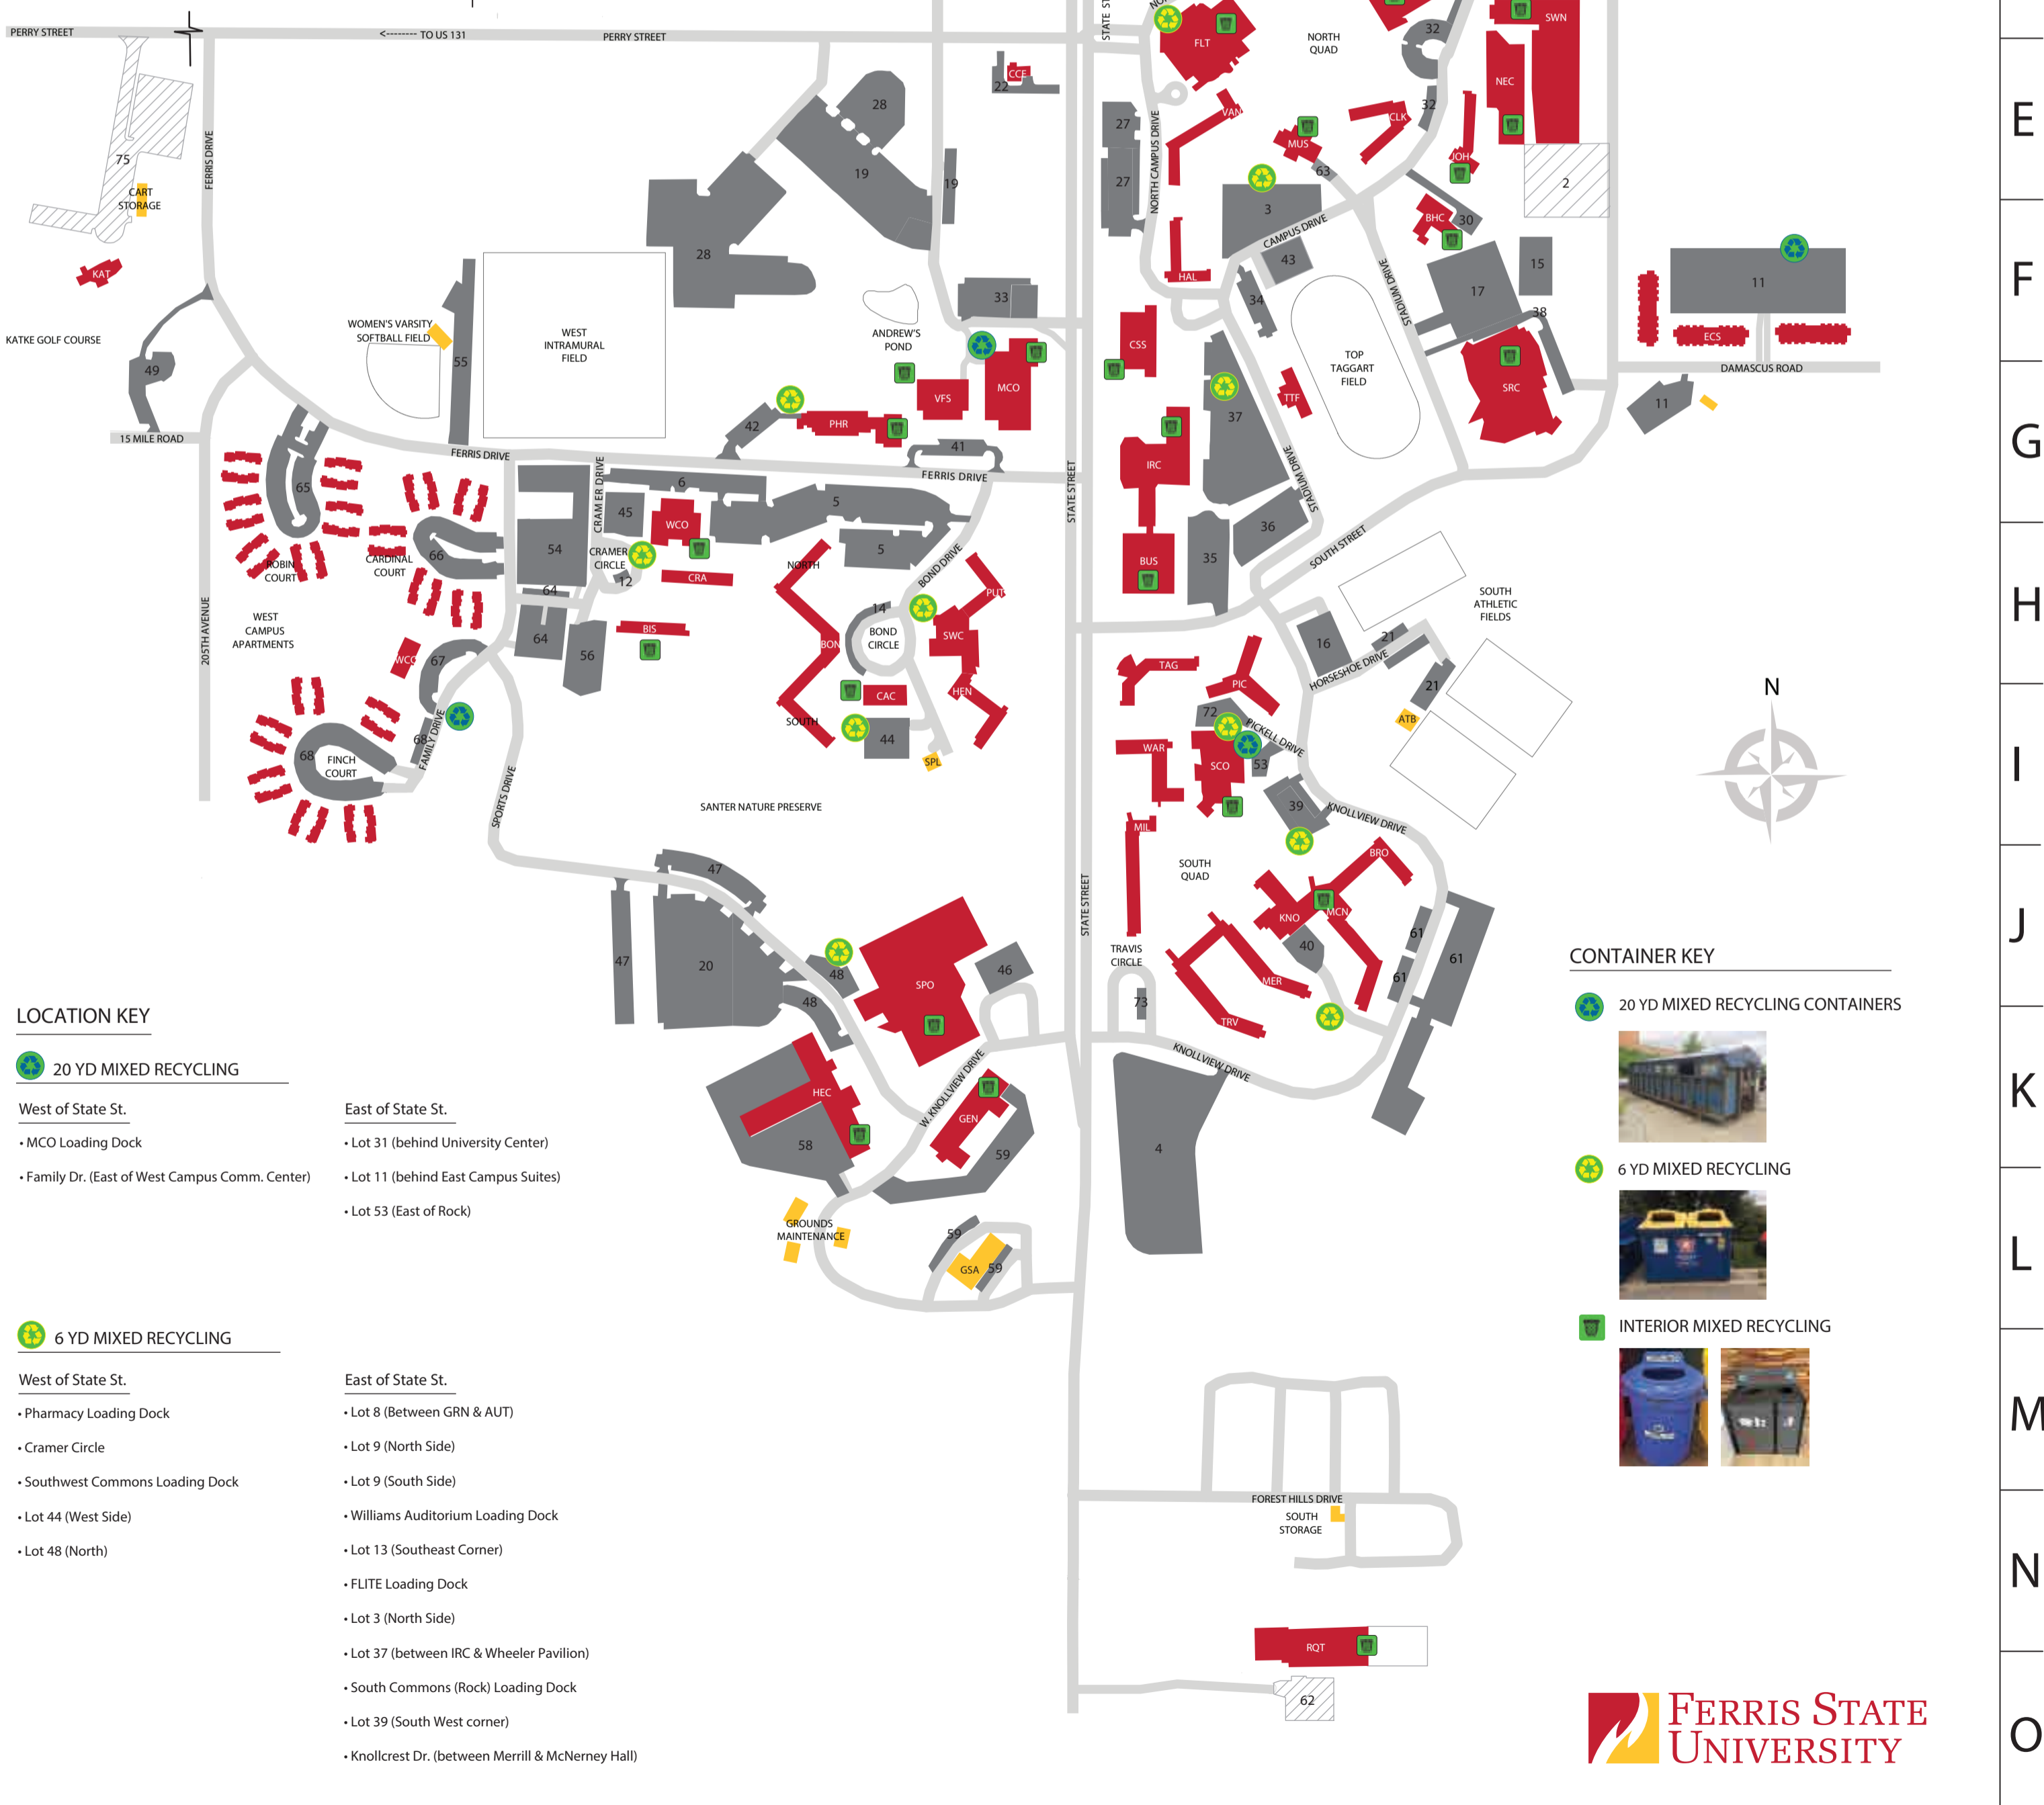 PERRY STREET
<-------- TO US 131
PERRY STREET
STATE ST
NO
FLT
NORTH
QUAD
32
SWN
CCE
22
NEC
E
28
27
VAN
32
CLK
MUS
JOH
75
FERRIS DRIVE
19
19
27
NORTH CAMPUS DRIVE
63
2
CART
STORAGE
3
BHC
30
CAMPUS DRIVE
28
43
15
F
KAT
HAL
17
11
33
34
STADIUM DRIVE
38
WOMEN'S VARSITY
SOFTBALL FIELD
WEST
INTRAMURAL
FIELD
ANDREW'S
POND
KATKE GOLF COURSE
CSS
ECS
TOP
TAGGART
FIELD
55
49
DAMASCUS ROAD
MCO
SRC
VFS
TTF
11
37
42
PHR
15 MILE ROAD
41
G
FERRIS DRIVE
IRC
FERRIS DRIVE
STATE STREET
STADIUM DRIVE
65
6
CRAMER DRIVE
45
5
WCO
36
54
5
35
SOUTH STREET
CRAMER
CIRCLE
66
CARDINAL
COURT
ROBIN
COURT
NORTH
BUS
12
CRA
BOND DRIVE
64
PUT
SOUTH
ATHLETIC
FIELDS
H
205TH AVENUE
WEST
CAMPUS
APARTMENTS
14
BIS
BOND
CIRCLE
SWC
64
BON
16
21
56
WCC
67
TAG
HORSESHOE DRIVE
PIC
21
N
CAC
HEN
72
ATB
SOUTH
PICKELL DRIVE
68
FAMILY DRIVE
44
WAR
68
FINCH
COURT
SPL
SCO
53
I
SPORTS DRIVE
SANTER NATURE PRESERVE
39
KNOLLVIEW DRIVE
MIL
BRO
SOUTH
QUAD
47
STATE STREET
KNO
MCN
J
61
40
TRAVIS
CIRCLE
61
47
20
48
SPO
46
61
MER
48
73
TRV
KNOLLVIEW DRIVE
CONTAINER KEY
20 YD MIXED RECYCLING CONTAINERS
6 YD MIXED RECYCLING
INTERIOR MIXED RECYCLING
K
HEC
W. KNOLLVIEW DRIVE
GEN
58
59
4
GROUNDS
MAINTENANCE
59
GSA
59
L
LOCATION KEY
20 YD MIXED RECYCLING
West of State St.
• MCO Loading Dock
• Family Dr. (East of West Campus Comm. Center)
East of State St.
• Lot 31 (behind University Center)
• Lot 11 (behind East Campus Suites)
• Lot 53 (East of Rock)
6 YD MIXED RECYCLING
West of State St.
• Pharmacy Loading Dock
• Cramer Circle
• Southwest Commons Loading Dock
• Lot 44 (West Side)
• Lot 48 (North)
East of State St.
• Lot 8 (Between GRN & AUT)
• Lot 9 (North Side)
• Lot 9 (South Side)
• Williams Auditorium Loading Dock
• Lot 13 (Southeast Corner)
• FLITE Loading Dock
• Lot 3 (North Side)
• Lot 37 (between IRC & Wheeler Pavilion)
• South Commons (Rock) Loading Dock
• Lot 39 (South West corner)
• Knollcrest Dr. (between Merrill & McNerney Hall)
M
FOREST HILLS DRIVE
SOUTH
STORAGE
N
RQT
62
FERRIS STATE
UNIVERSITY
O